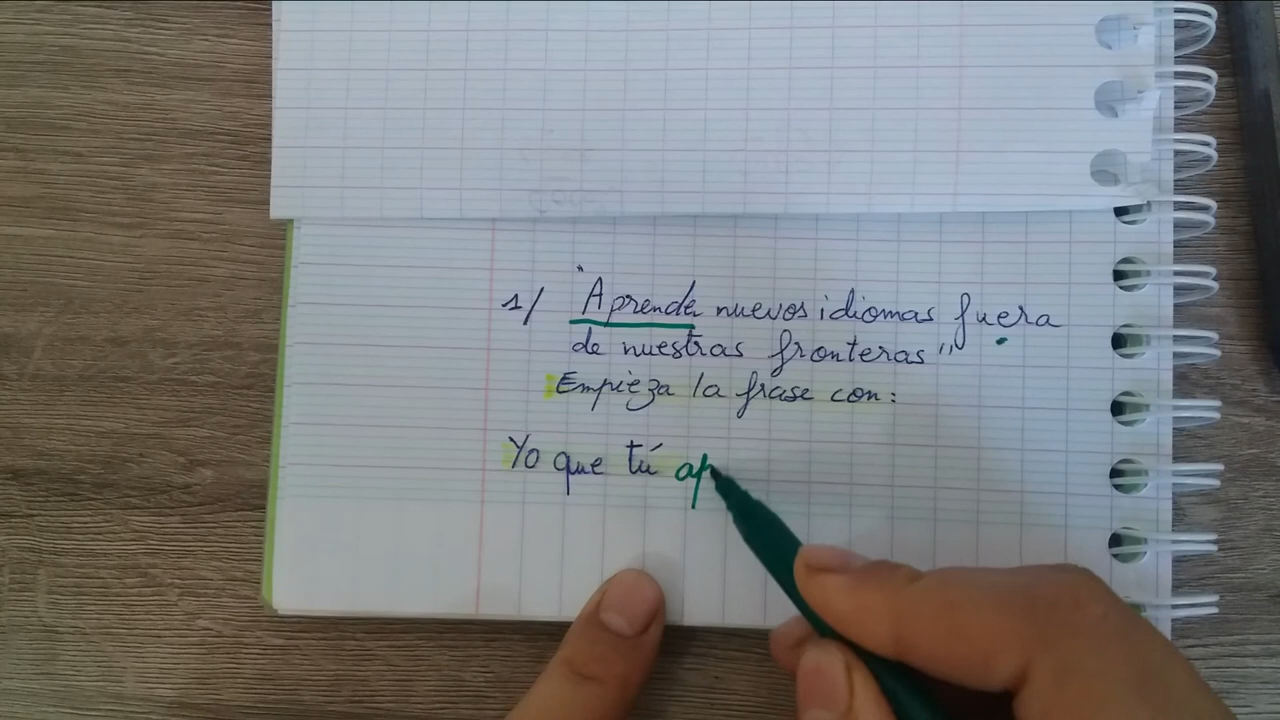 1/ "Aprende nuevos idiomas fuera
de nuestras fronteras"
Empieza la frase con:
Yo que tú ap